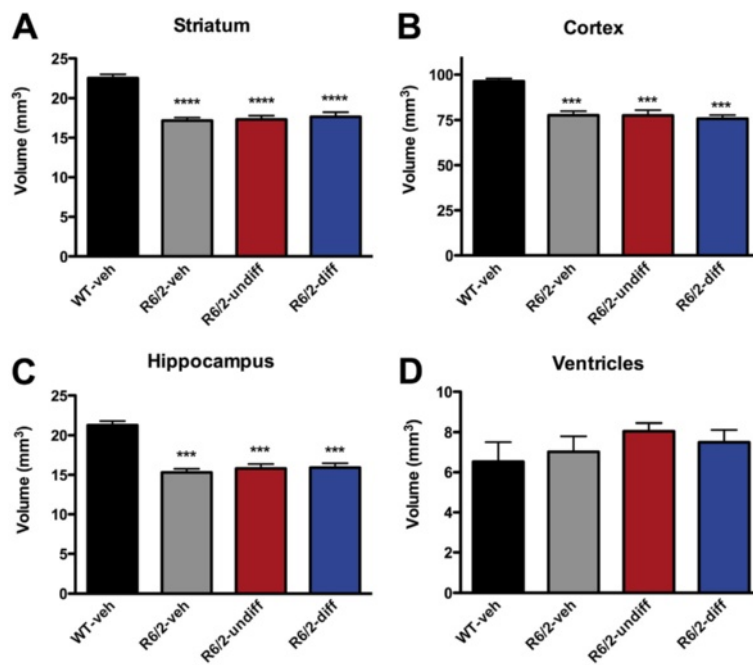 A
Striatum
Volume (mm³)
25
20
15
10
5
0
****
****
****
WT-veh
R6/2-veh
R6/2-undiff
R6/2-diff
B
Cortex
Volume (mm³)
100
75
50
25
0
***
***
***
WT-veh
R6/2-veh
R6/2-undiff
R6/2-diff
C
Hippocampus
Volume (mm³)
25
20
15
10
5
0
***
***
***
WT-veh
R6/2-veh
R6/2-undiff
R6/2-diff
D
Ventricles
Volume (mm³)
10
8
6
4
2
0
WT-veh
R6/2-veh
R6/2-undiff
R6/2-diff